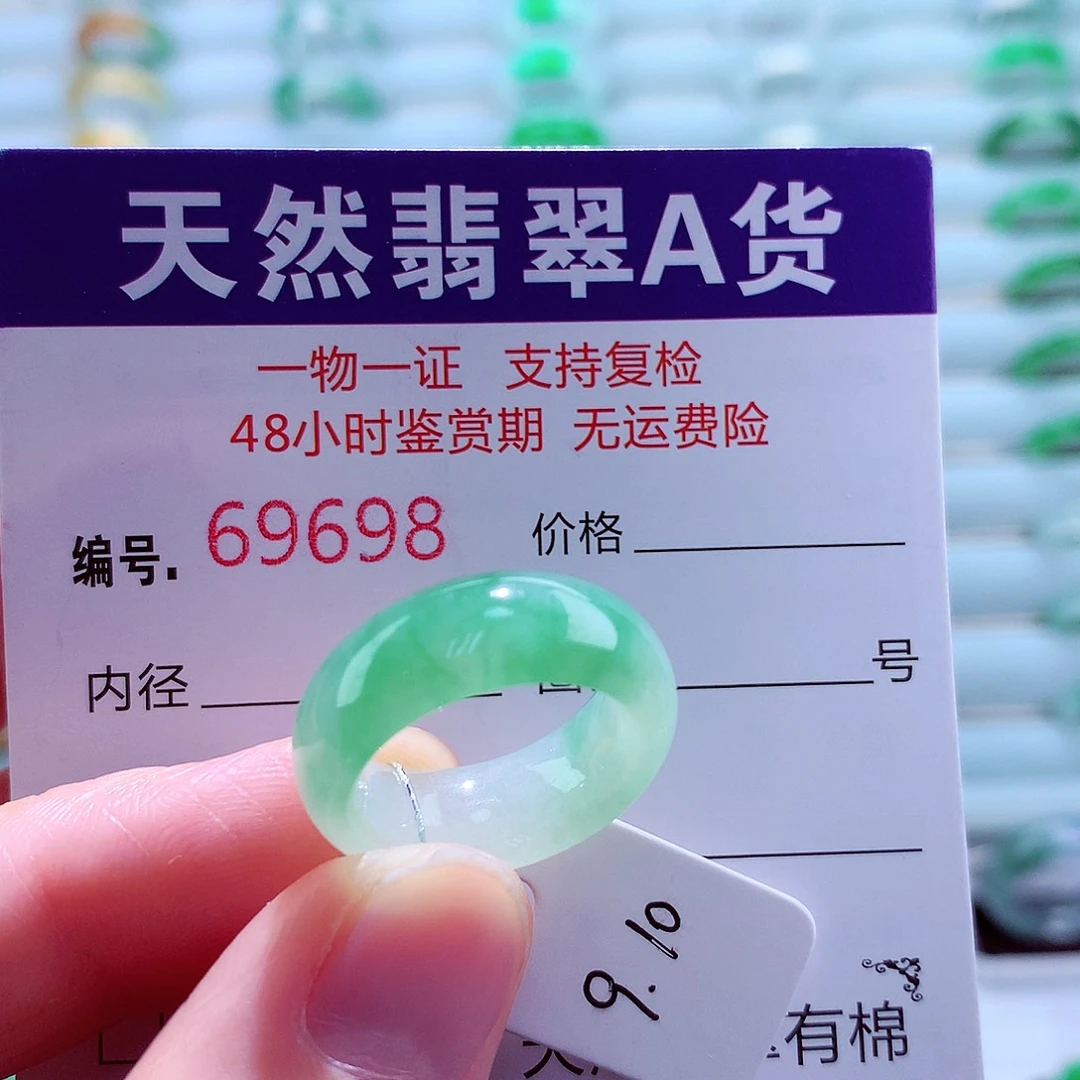 天然翡翠A货
一物一证 支持复检
48小时鉴赏期 无运费险
编号. 69698 价格
内径 号
9.10
有棉